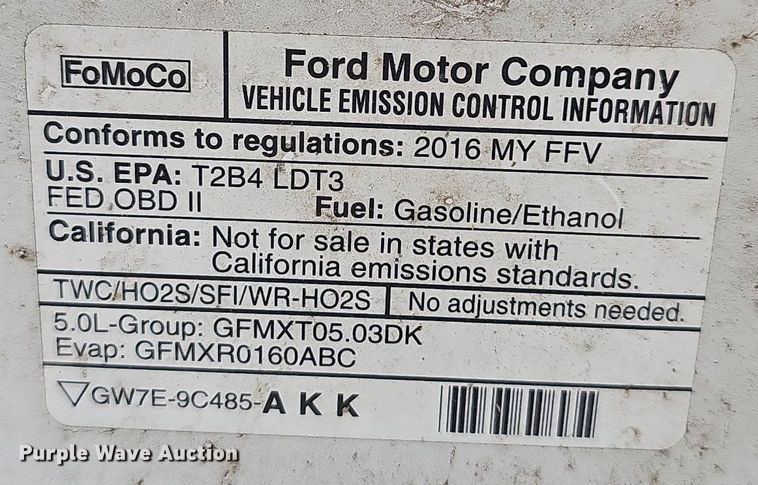 FoMoCo
Ford Motor Company
VEHICLE EMISSION CONTROL INFORMATION
Conforms to regulations: 2016 MY FFV
U.S. EPA: T2B4 LDT3
FED OBD II Fuel: Gasoline/Ethanol
California: Not for sale in states with
California emissions standards.
TWC/HO2S/SFI/WR-HO2S No adjustments needed.
5.0L-Group: GFMXT05.03DK
Evap: GFMXR0160ABC
▽GW7E-9C485-AKK
Purple Wave Auction